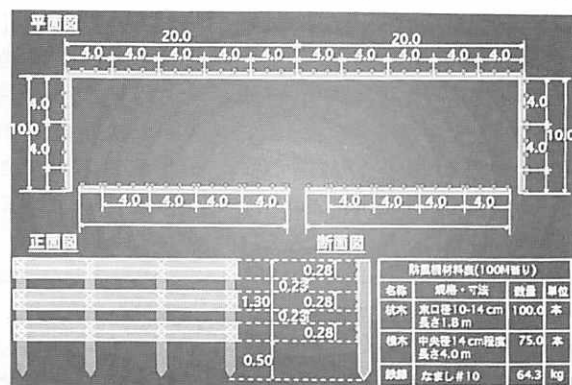 平面図
20.0 20.0
4.0 4.0 4.0 4.0 4.0 4.0 4.0 4.0 4.0 4.0
10.0 4.0 4.0
4.0 4.0 10.0
4.0 4.0 4.0 4.0 4.0 4.0 4.0 4.0
正面図 断面図
0.28
0.23
1.30 0.28
0.23
0.28
0.50
防風柵材料表(100M当り)
名称 規格・寸法 数量 単位
杭木 末口径10-14cm 100.0 本
長さ1.8m
横木 中央径14cm程度 75.0 本
長さ4.0m
鉄線 なまし#10 64.3 kg